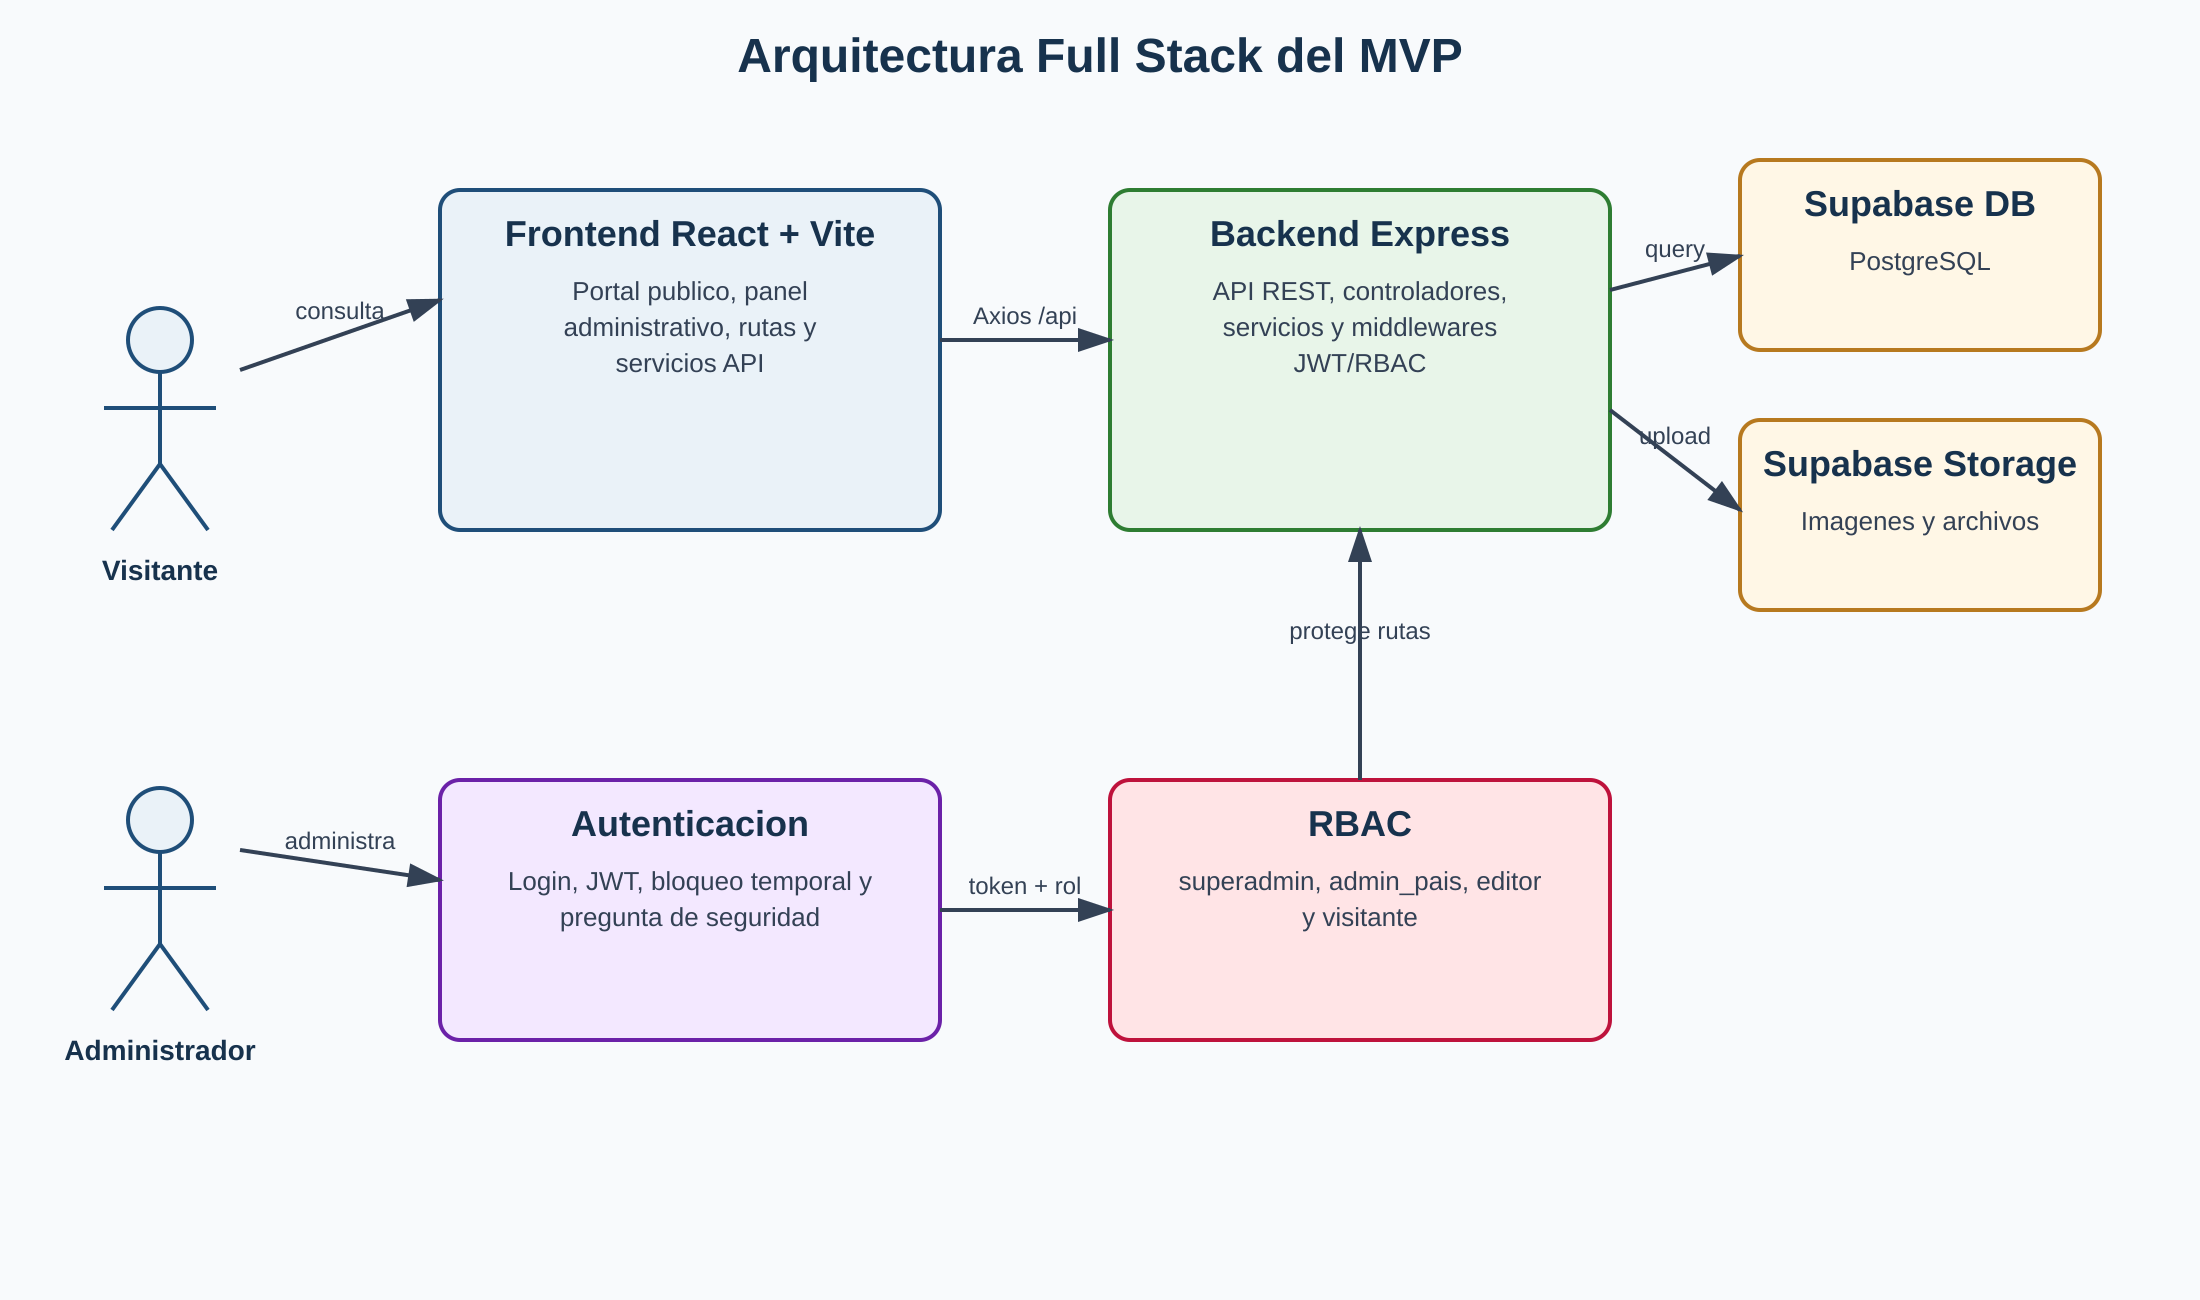 Arquitectura Full Stack del MVP
Visitante
consulta
Frontend React + Vite
Portal publico, panel
administrativo, rutas y
servicios API
Axios /api
Backend Express
API REST, controladores,
servicios y middlewares
JWT/RBAC
query
Supabase DB
PostgreSQL
upload
Supabase Storage
Imagenes y archivos
protege rutas
Administrador
administra
Autenticacion
Login, JWT, bloqueo temporal y
pregunta de seguridad
token + rol
RBAC
superadmin, admin_pais, editor
y visitante